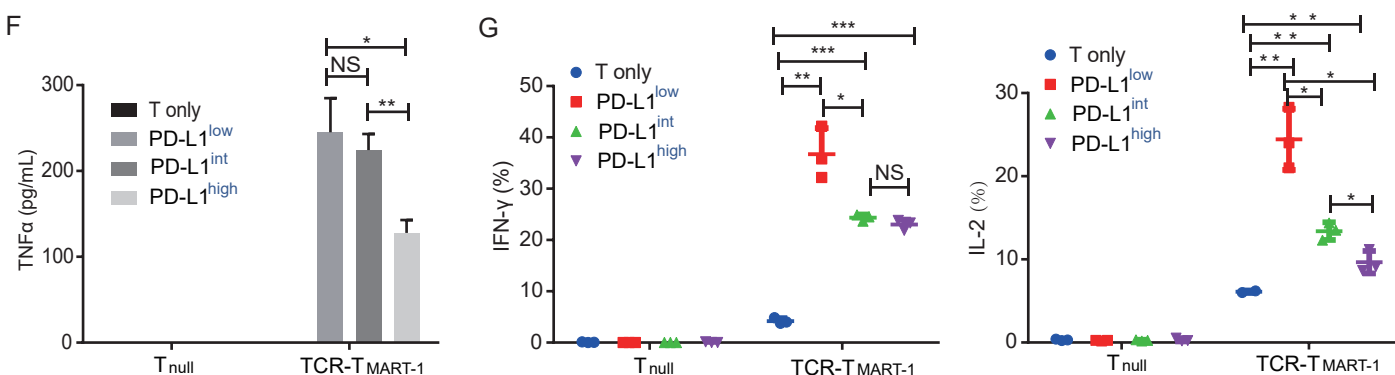 F
TNFα (pg/mL)
300
200
100
0
T only
PD-L1low
PD-L1int
PD-L1high
*
NS
**
Tnull
TCR-TMART-1
G
IFN-γ (%)
50
40
30
20
10
0
T only
PD-L1low
PD-L1int
PD-L1high
***
***
**
*
NS
Tnull
TCR-TMART-1
IL-2 (%)
30
20
10
0
T only
PD-L1low
PD-L1int
PD-L1high
**
**
**
*
*
*
Tnull
TCR-TMART-1